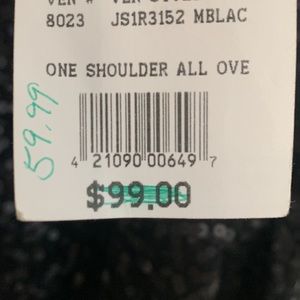 8023 JS1R3152 MBLAC
ONE SHOULDER ALL OVE
59.99
4 21090 00649 7
$99.00